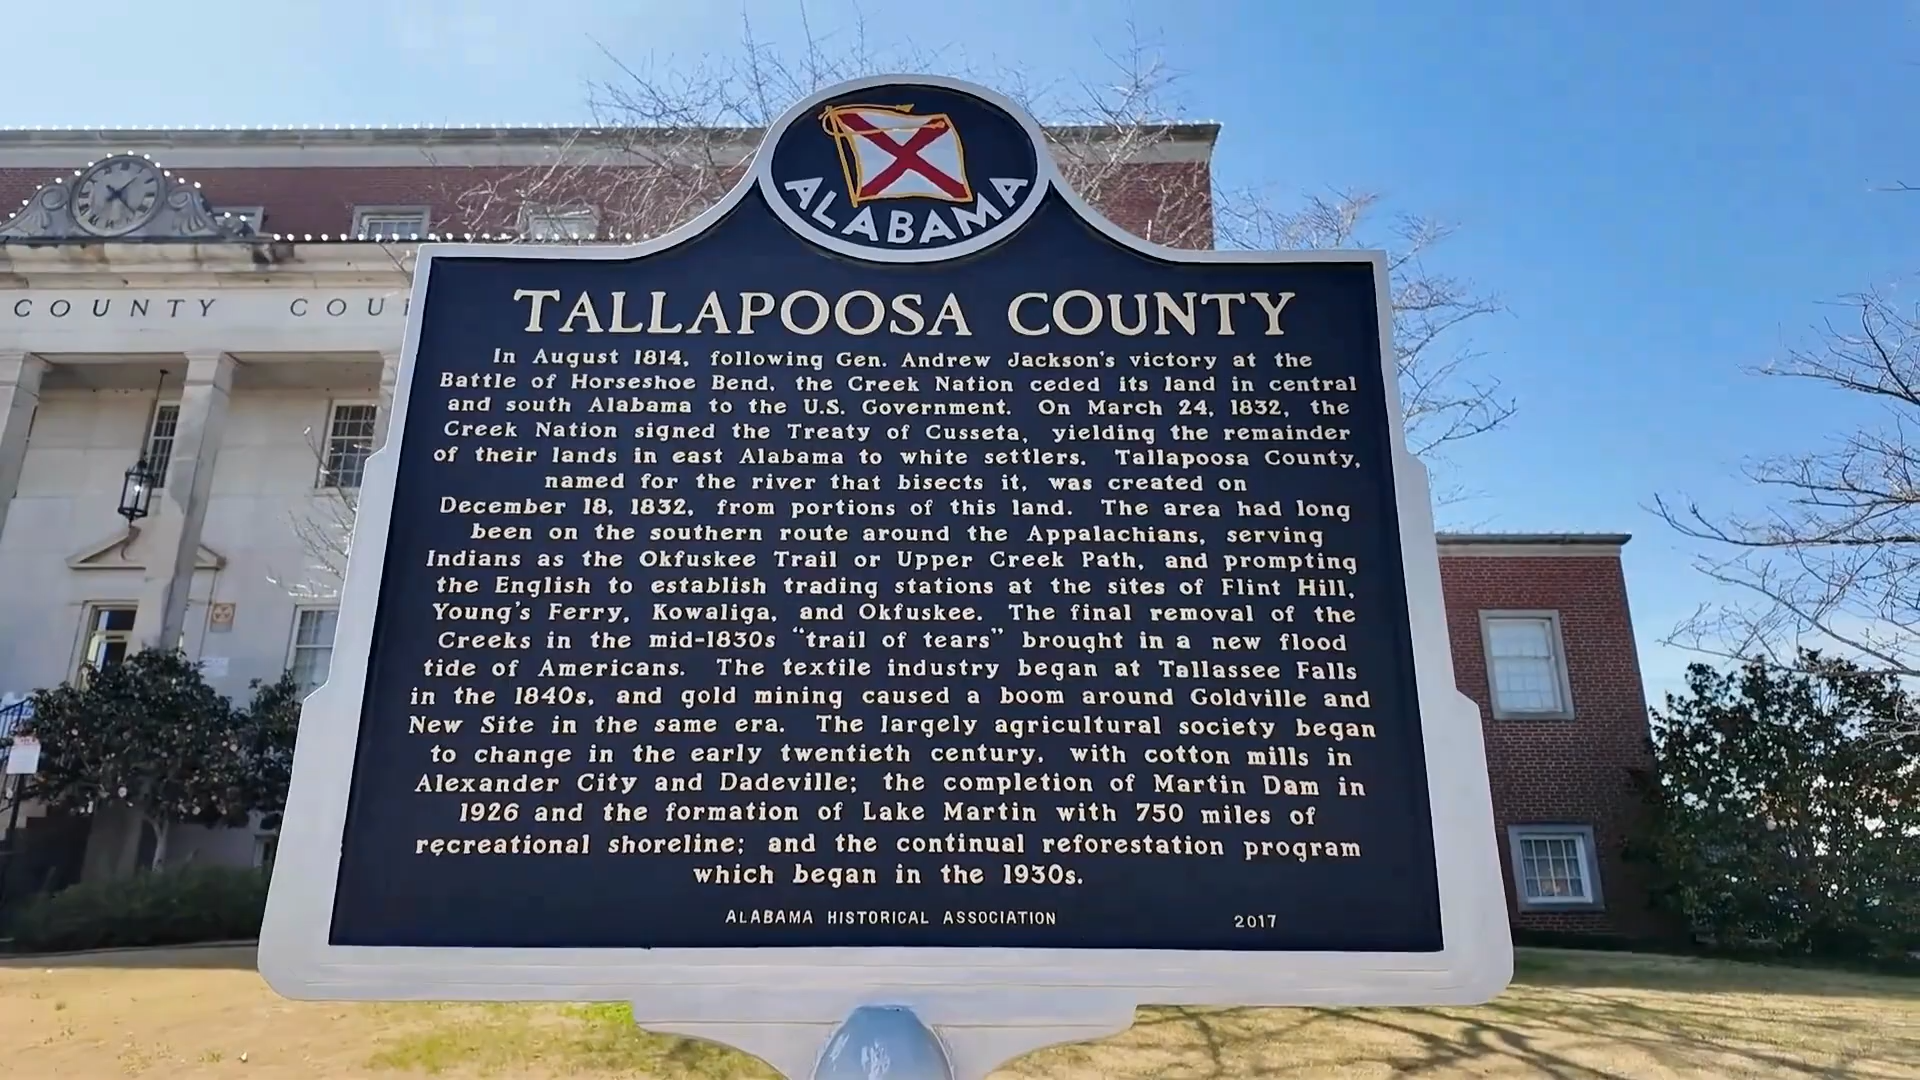 COUNTY COU
ALABAMA
TALLAPOOSA COUNTY
In August 1814, following Gen. Andrew Jackson's victory at the
Battle of Horseshoe Bend, the Creek Nation ceded its land in central
and south Alabama to the U.S. Government. On March 24, 1832, the
Creek Nation signed the Treaty of Cusseta, yielding the remainder
of their lands in east Alabama to white settlers. Tallapoosa County,
named for the river that bisects it, was created on
December 18, 1832, from portions of this land. The area had long
been on the southern route around the Appalachians, serving
Indians as the Okfuskee Trail or Upper Creek Path, and prompting
the English to establish trading stations at the sites of Flint Hill,
Young's Ferry, Kowaliga, and Okfuskee. The final removal of the
Creeks in the mid-1830s "trail of tears" brought in a new flood
tide of Americans. The textile industry began at Tallassee Falls
in the 1840s, and gold mining caused a boom around Goldville and
New Site in the same era. The largely agricultural society began
to change in the early twentieth century, with cotton mills in
Alexander City and Dadeville; the completion of Martin Dam in
1926 and the formation of Lake Martin with 750 miles of
recreational shoreline; and the continual reforestation program
which began in the 1930s.
ALABAMA HISTORICAL ASSOCIATION 2017